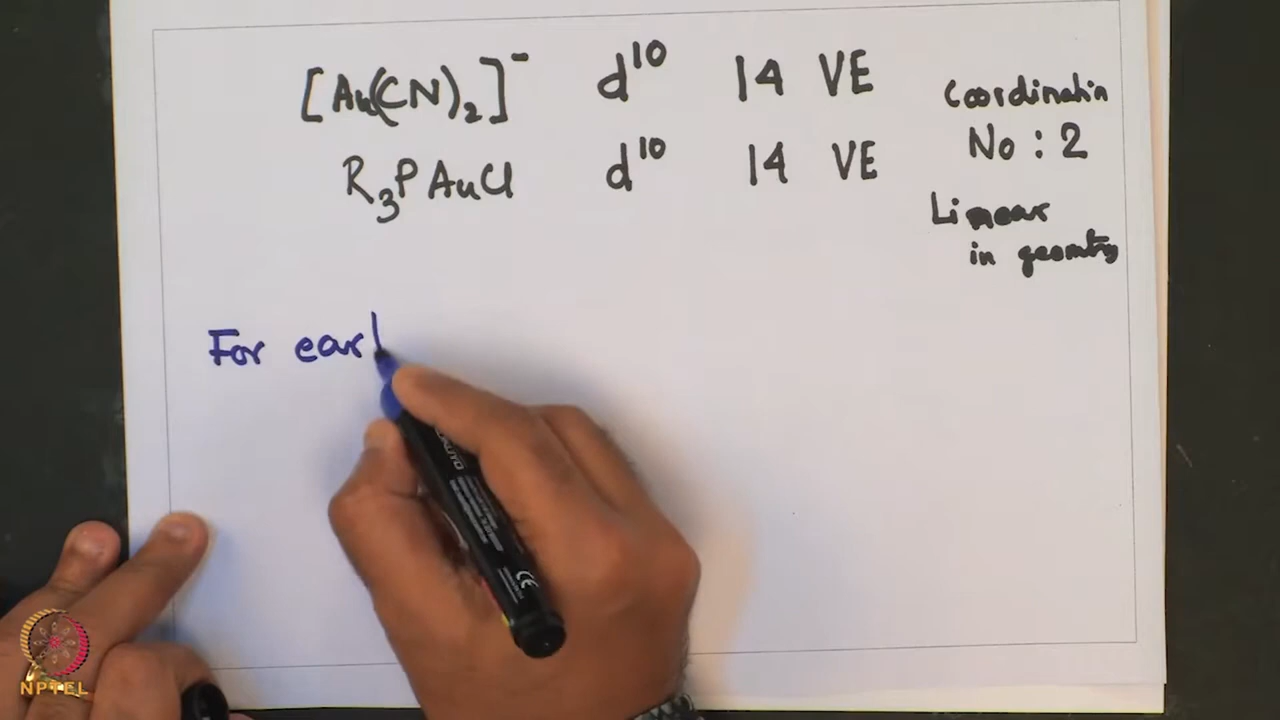 [Au(CN)₂]⁻ d¹⁰ 14 VE
R₃PAuCl d¹⁰ 14 VE
Coordination
No : 2
Linear
in geometry
For earl
NPTEL
CE